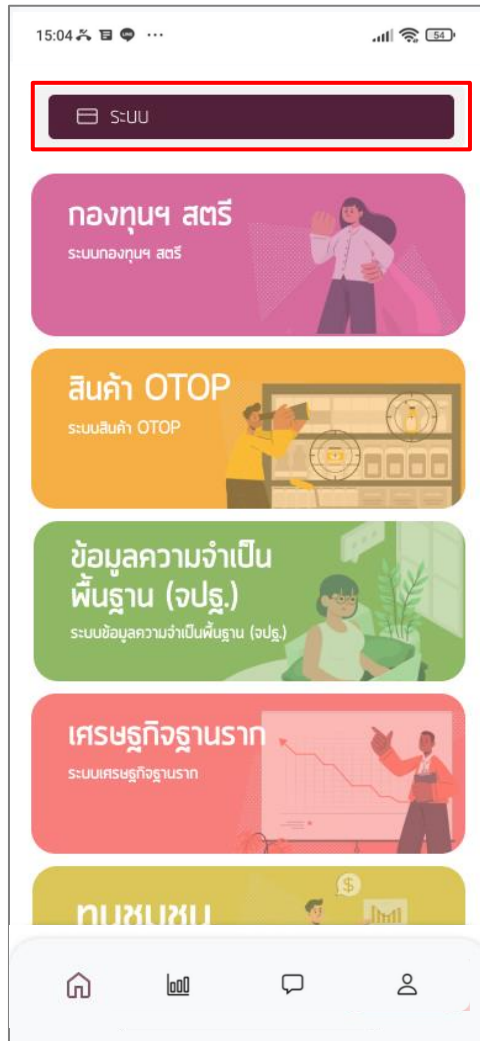 15:04
54
ระบบ
กองทุนฯ สตรี
ระบบกองทุนฯ สตรี
สินค้า OTOP
ระบบสินค้า OTOP
ข้อมูลความจำเป็น
พื้นฐาน (จปฐ.)
ระบบข้อมูลความจำเป็นพื้นฐาน (จปฐ.)
เศรษฐกิจฐานราก
ระบบเศรษฐกิจฐานราก
ทุนชุมชน